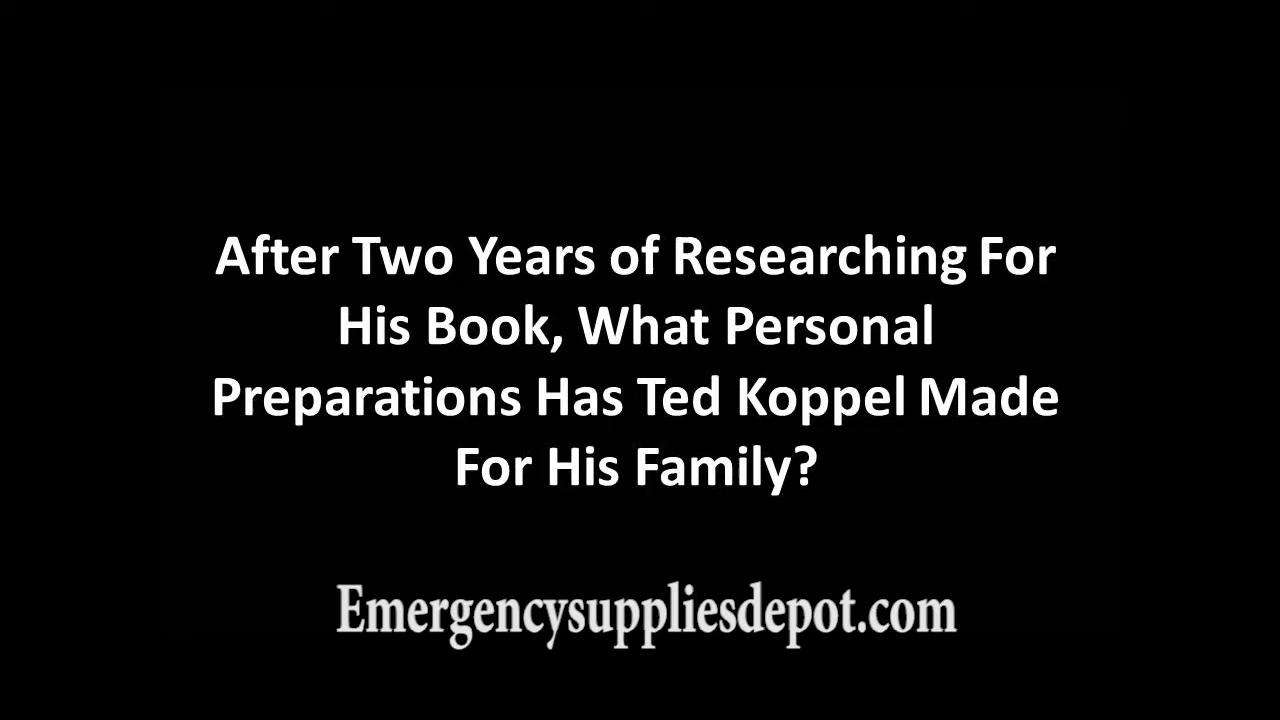 After Two Years of Researching For
His Book, What Personal
Preparations Has Ted Koppel Made
For His Family?
Emergencysuppliesdepot.com